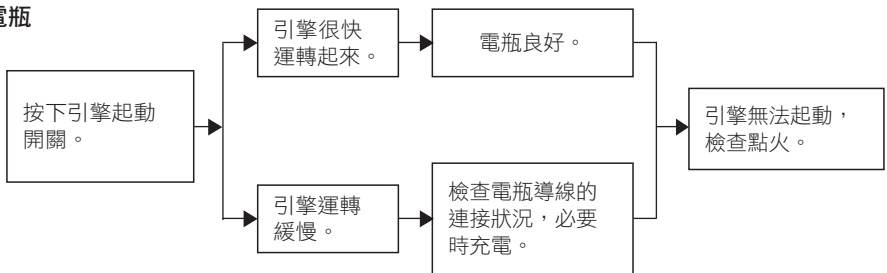 電瓶
引擎很快
運轉起來。
電瓶良好。
按下引擎起動
開關。
引擎無法起動，
檢查點火。
引擎運轉
緩慢。
檢查電瓶導線的
連接狀況，必要
時充電。